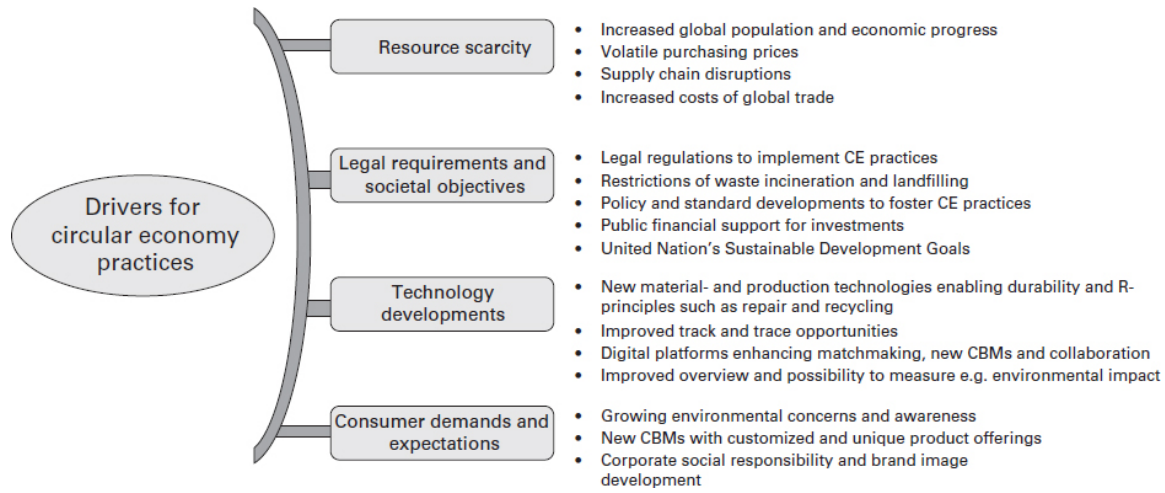 Drivers for
circular economy
practices
Resource scarcity
• Increased global population and economic progress
• Volatile purchasing prices
• Supply chain disruptions
• Increased costs of global trade
Legal requirements and
societal objectives
• Legal regulations to implement CE practices
• Restrictions of waste incineration and landfilling
• Policy and standard developments to foster CE practices
• Public financial support for investments
• United Nation's Sustainable Development Goals
Technology
developments
• New material- and production technologies enabling durability and R-
principles such as repair and recycling
• Improved track and trace opportunities
• Digital platforms enhancing matchmaking, new CBMs and collaboration
• Improved overview and possibility to measure e.g. environmental impact
Consumer demands and
expectations
• Growing environmental concerns and awareness
• New CBMs with customized and unique product offerings
• Corporate social responsibility and brand image
development